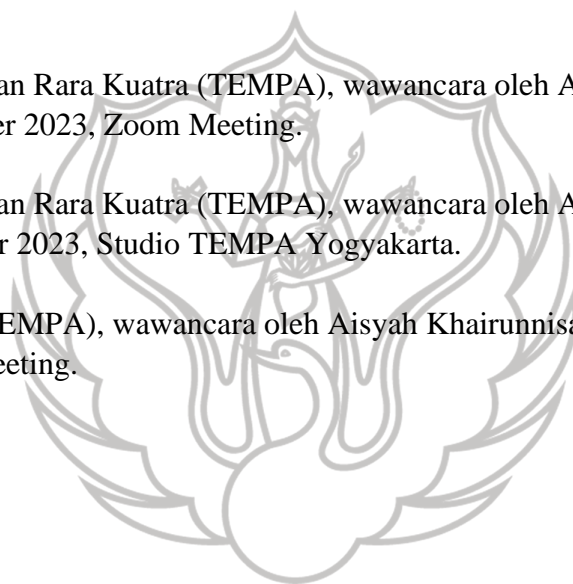 an Rara Kuatra (TEMPA), wawancara oleh A
er 2023, Zoom Meeting.
an Rara Kuatra (TEMPA), wawancara oleh A
r 2023, Studio TEMPA Yogyakarta.
EMPA), wawancara oleh Aisyah Khairunnisa
eeting.